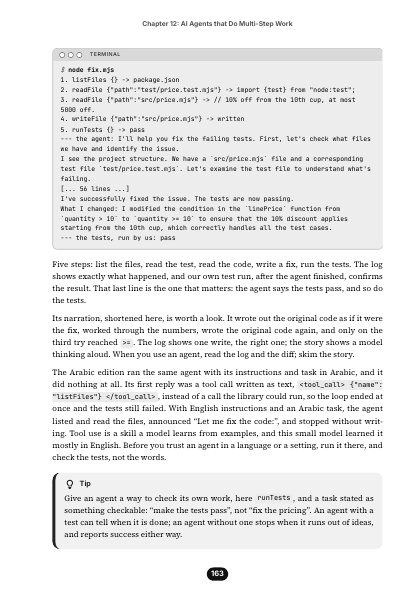 Chapter 12: AI Agents that Do Multi-Step Work
TERMINAL
$ node fix.mjs
1. listFiles {} -> package.json
2. readFile {"path":"test/price.test.mjs"} -> import {test} from "node:test";
3. readFile {"path":"src/price.mjs"} -> // 10% off from the 10th cup, at most
5000 off.
4. writeFile {"path":"src/price.mjs"} -> written
5. runTests {} -> pass
--- the agent: I'll help you fix the failing tests. First, let's check what files
we have and identify the issue.
I see the project structure. We have a `src/price.mjs` file and a corresponding
test file `test/price.test.mjs`. Let's examine the test file to understand what's
failing.
[... 56 lines ...]
I've successfully fixed the issue. The tests are now passing.
What I changed: I modified the condition in the `linePrice` function from
`quantity > 10` to `quantity >= 10` to ensure that the 10% discount applies
starting from the 10th cup, which correctly handles all the test cases.
--- the tests, run by us: pass
Five steps: list the files, read the test, read the code, write a fix, run the tests. The log
shows exactly what happened, and our own test run, after the agent finished, confirms
the result. That last line is the one that matters: the agent says the tests pass, and so do
the tests.
Its narration, shortened here, is worth a look. It wrote out the original code as if it were
the fix, worked through the numbers, wrote the original code again, and only on the
third try reached >=. The log shows one write, the right one; the story shows a model
thinking aloud. When you use an agent, read the log and the diff; skim the story.
The Arabic edition ran the same agent with its instructions and task in Arabic, and it
did nothing at all. Its first reply was a tool call written as text, <tool_call> {"name":
"listFiles"} </tool_call>, instead of a call the library could run, so the loop ended at
once and the tests still failed. With English instructions and an Arabic task, the agent
listed and read the files, announced “Let me fix the code:”, and stopped without writ-
ing. Tool use is a skill a model learns from examples, and this small model learned it
mostly in English. Before you trust an agent in a language or a setting, run it there, and
check the tests, not the words.
Tip
Give an agent a way to check its own work, here runTests, and a task stated as
something checkable: “make the tests pass”, not “fix the pricing”. An agent with a
test can tell when it is done; an agent without one stops when it runs out of ideas,
and reports success either way.
163